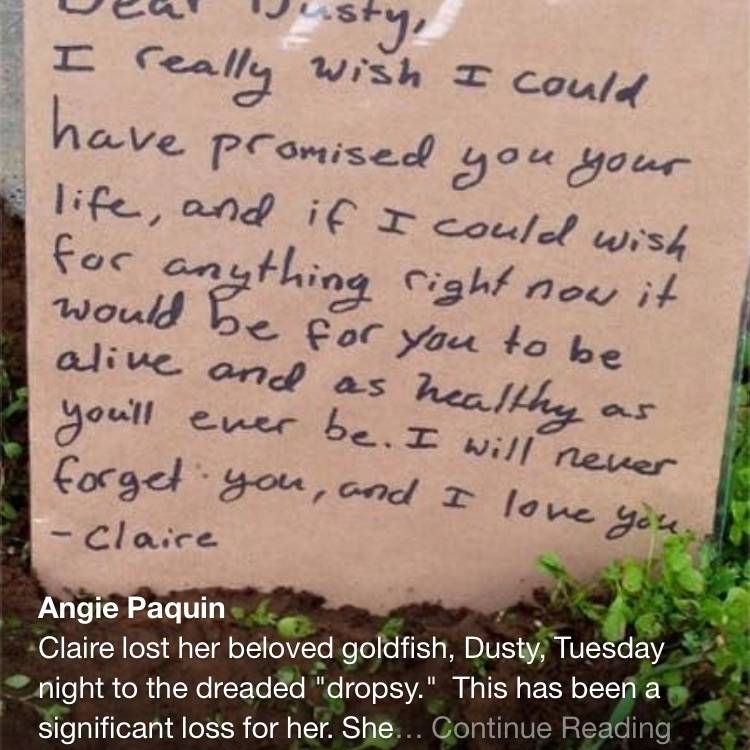 Dear Dusty,
I really wish I could
have promised you your
life, and if I could wish
for anything right now it
would be for you to be
alive and as healthy as
you'll ever be. I will never
forget you, and I love you.
- Claire
Angie Paquin
Claire lost her beloved goldfish, Dusty, Tuesday
night to the dreaded "dropsy." This has been a
significant loss for her. She... Continue Reading